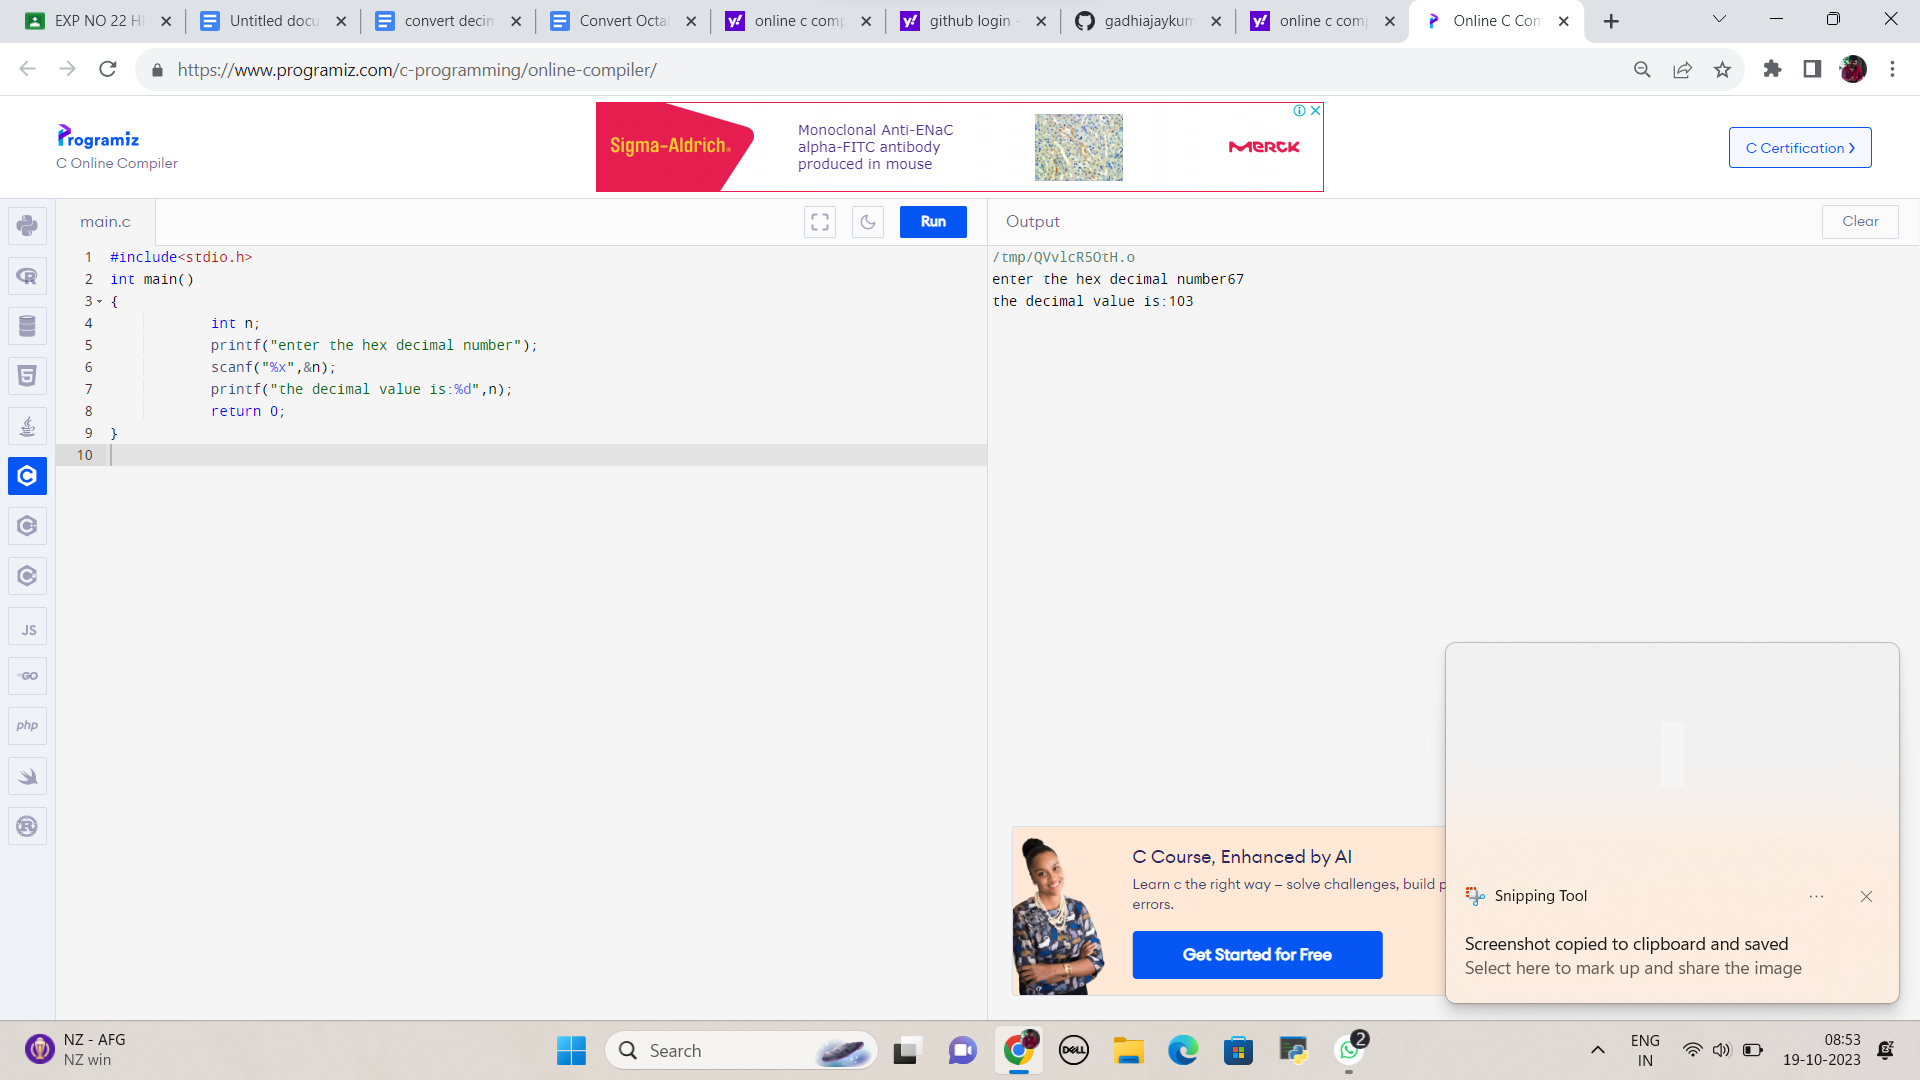 EXP NO 22 H
Untitled docu
convert decin
Convert Octa
online c comp
github login -
gadhiajaykum
online c comp
Online C Com
https://www.programiz.com/c-programming/online-compiler/
Programiz
C Online Compiler
Sigma-Aldrich.
Monoclonal Anti-ENaC
alpha-FITC antibody
produced in mouse
MERCK
C Certification >
main.c
Run
Output
Clear
1 #include<stdio.h>
2 int main()
3 {
4 int n;
5 printf("enter the hex decimal number");
6 scanf("%x",&n);
7 printf("the decimal value is:%d",n);
8 return 0;
9 }
10
/tmp/QVvlcR5OtH.o
enter the hex decimal number67
the decimal value is:103
JS
GO
php
C Course, Enhanced by AI
Learn c the right way – solve challenges, build p
errors.
Get Started for Free
Snipping Tool
Screenshot copied to clipboard and saved
Select here to mark up and share the image
NZ - AFG
NZ win
Search
DELL
2
ENG
IN
08:53
19-10-2023